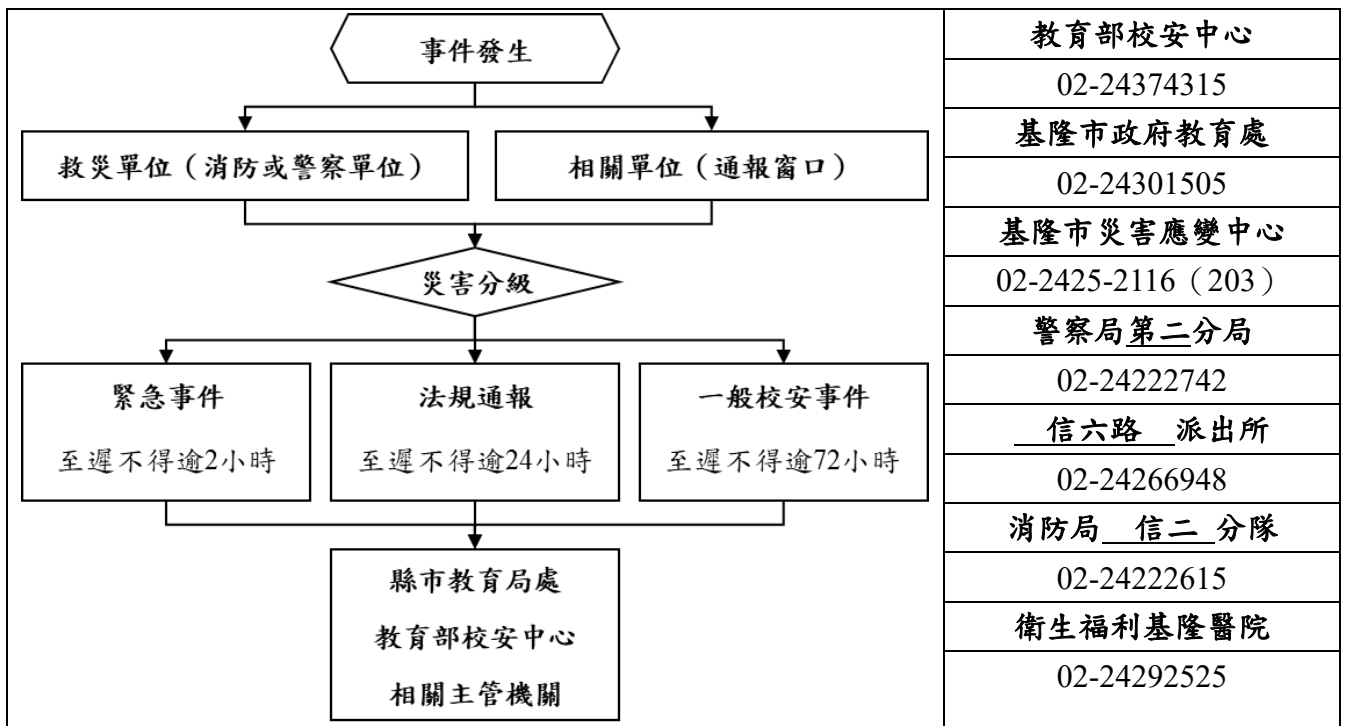 事件發生
救災單位（消防或警察單位）
相關單位（通報窗口）
災害分級
緊急事件
至遲不得逾2小時
法規通報
至遲不得逾24小時
一般校安事件
至遲不得逾72小時
縣市教育局處
教育部校安中心
相關主管機關
教育部校安中心
02-24374315
基隆市政府教育處
02-24301505
基隆市災害應變中心
02-2425-2116（203）
警察局第二分局
02-24222742
信六路 派出所
02-24266948
消防局 信二 分隊
02-24222615
衛生福利基隆醫院
02-24292525